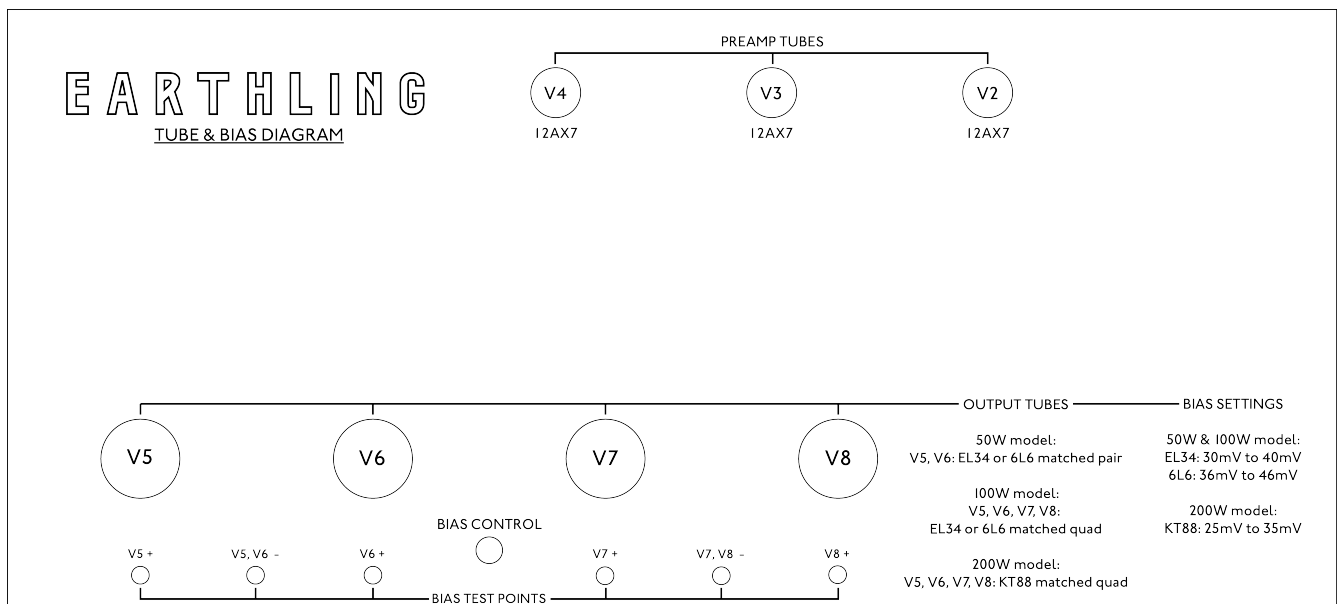 EARTHLING
TUBE & BIAS DIAGRAM
PREAMP TUBES
V4
V3
V2
12AX7
12AX7
12AX7
OUTPUT TUBES
BIAS SETTINGS
V5
V6
V7
V8
50W model:
V5, V6: EL34 or 6L6 matched pair
100W model:
V5, V6, V7, V8:
EL34 or 6L6 matched quad
200W model:
V5, V6, V7, V8: KT88 matched quad
50W & 100W model:
EL34: 30mV to 40mV
6L6: 36mV to 46mV
200W model:
KT88: 25mV to 35mV
BIAS CONTROL
V5 +
V5, V6 -
V6 +
V7 +
V7, V8 -
V8 +
BIAS TEST POINTS